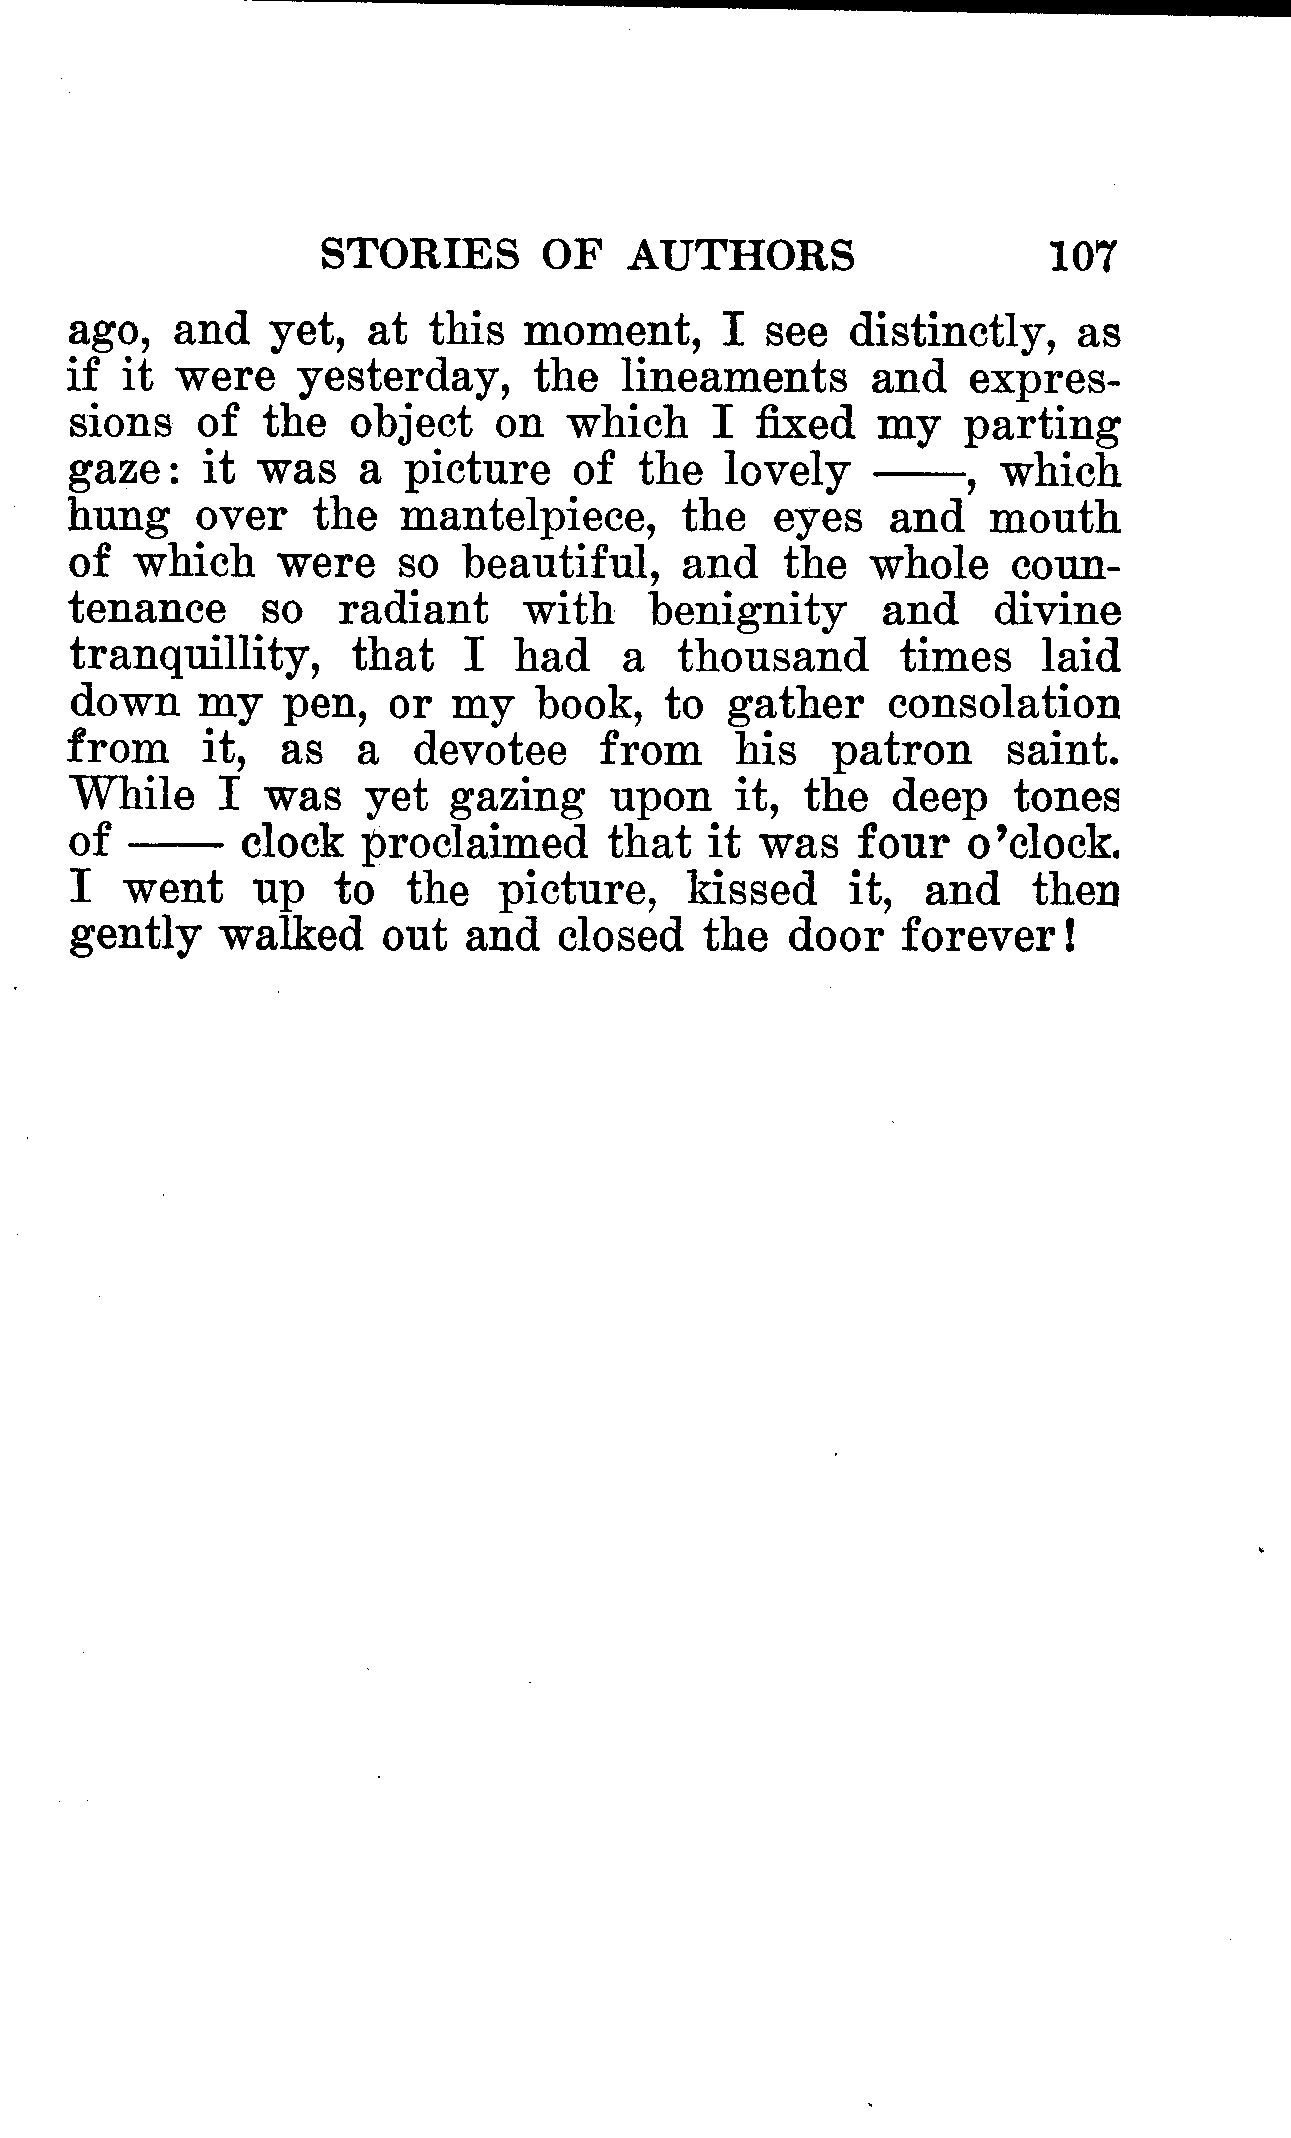 STORIES OF AUTHORS 107
ago, and yet, at this moment, I see distinctly, as
if it were yesterday, the lineaments and expres-
sions of the object on which I fixed my parting
gaze: it was a picture of the lovely ——, which
hung over the mantelpiece, the eyes and mouth
of which were so beautiful, and the whole coun-
tenance so radiant with benignity and divine
tranquillity, that I had a thousand times laid
down my pen, or my book, to gather consolation
from it, as a devotee from his patron saint.
While I was yet gazing upon it, the deep tones
of —— clock proclaimed that it was four o'clock.
I went up to the picture, kissed it, and then
gently walked out and closed the door forever!